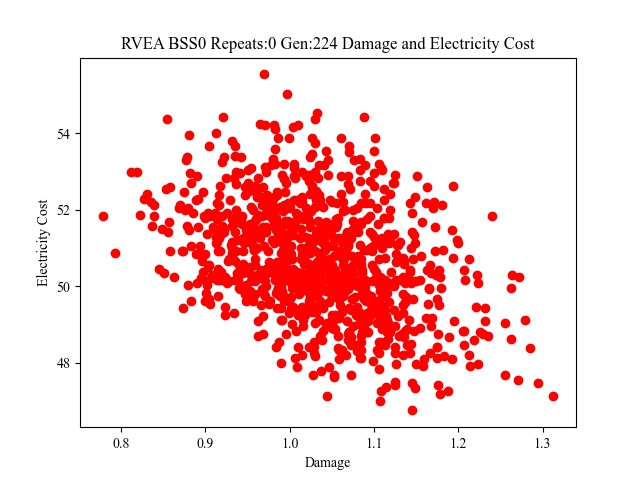 RVEA BSS0 Repeats:0 Gen:224 Damage and Electricity Cost
54
52
50
48
Electricity Cost
0.8 0.9 1.0 1.1 1.2 1.3
Damage